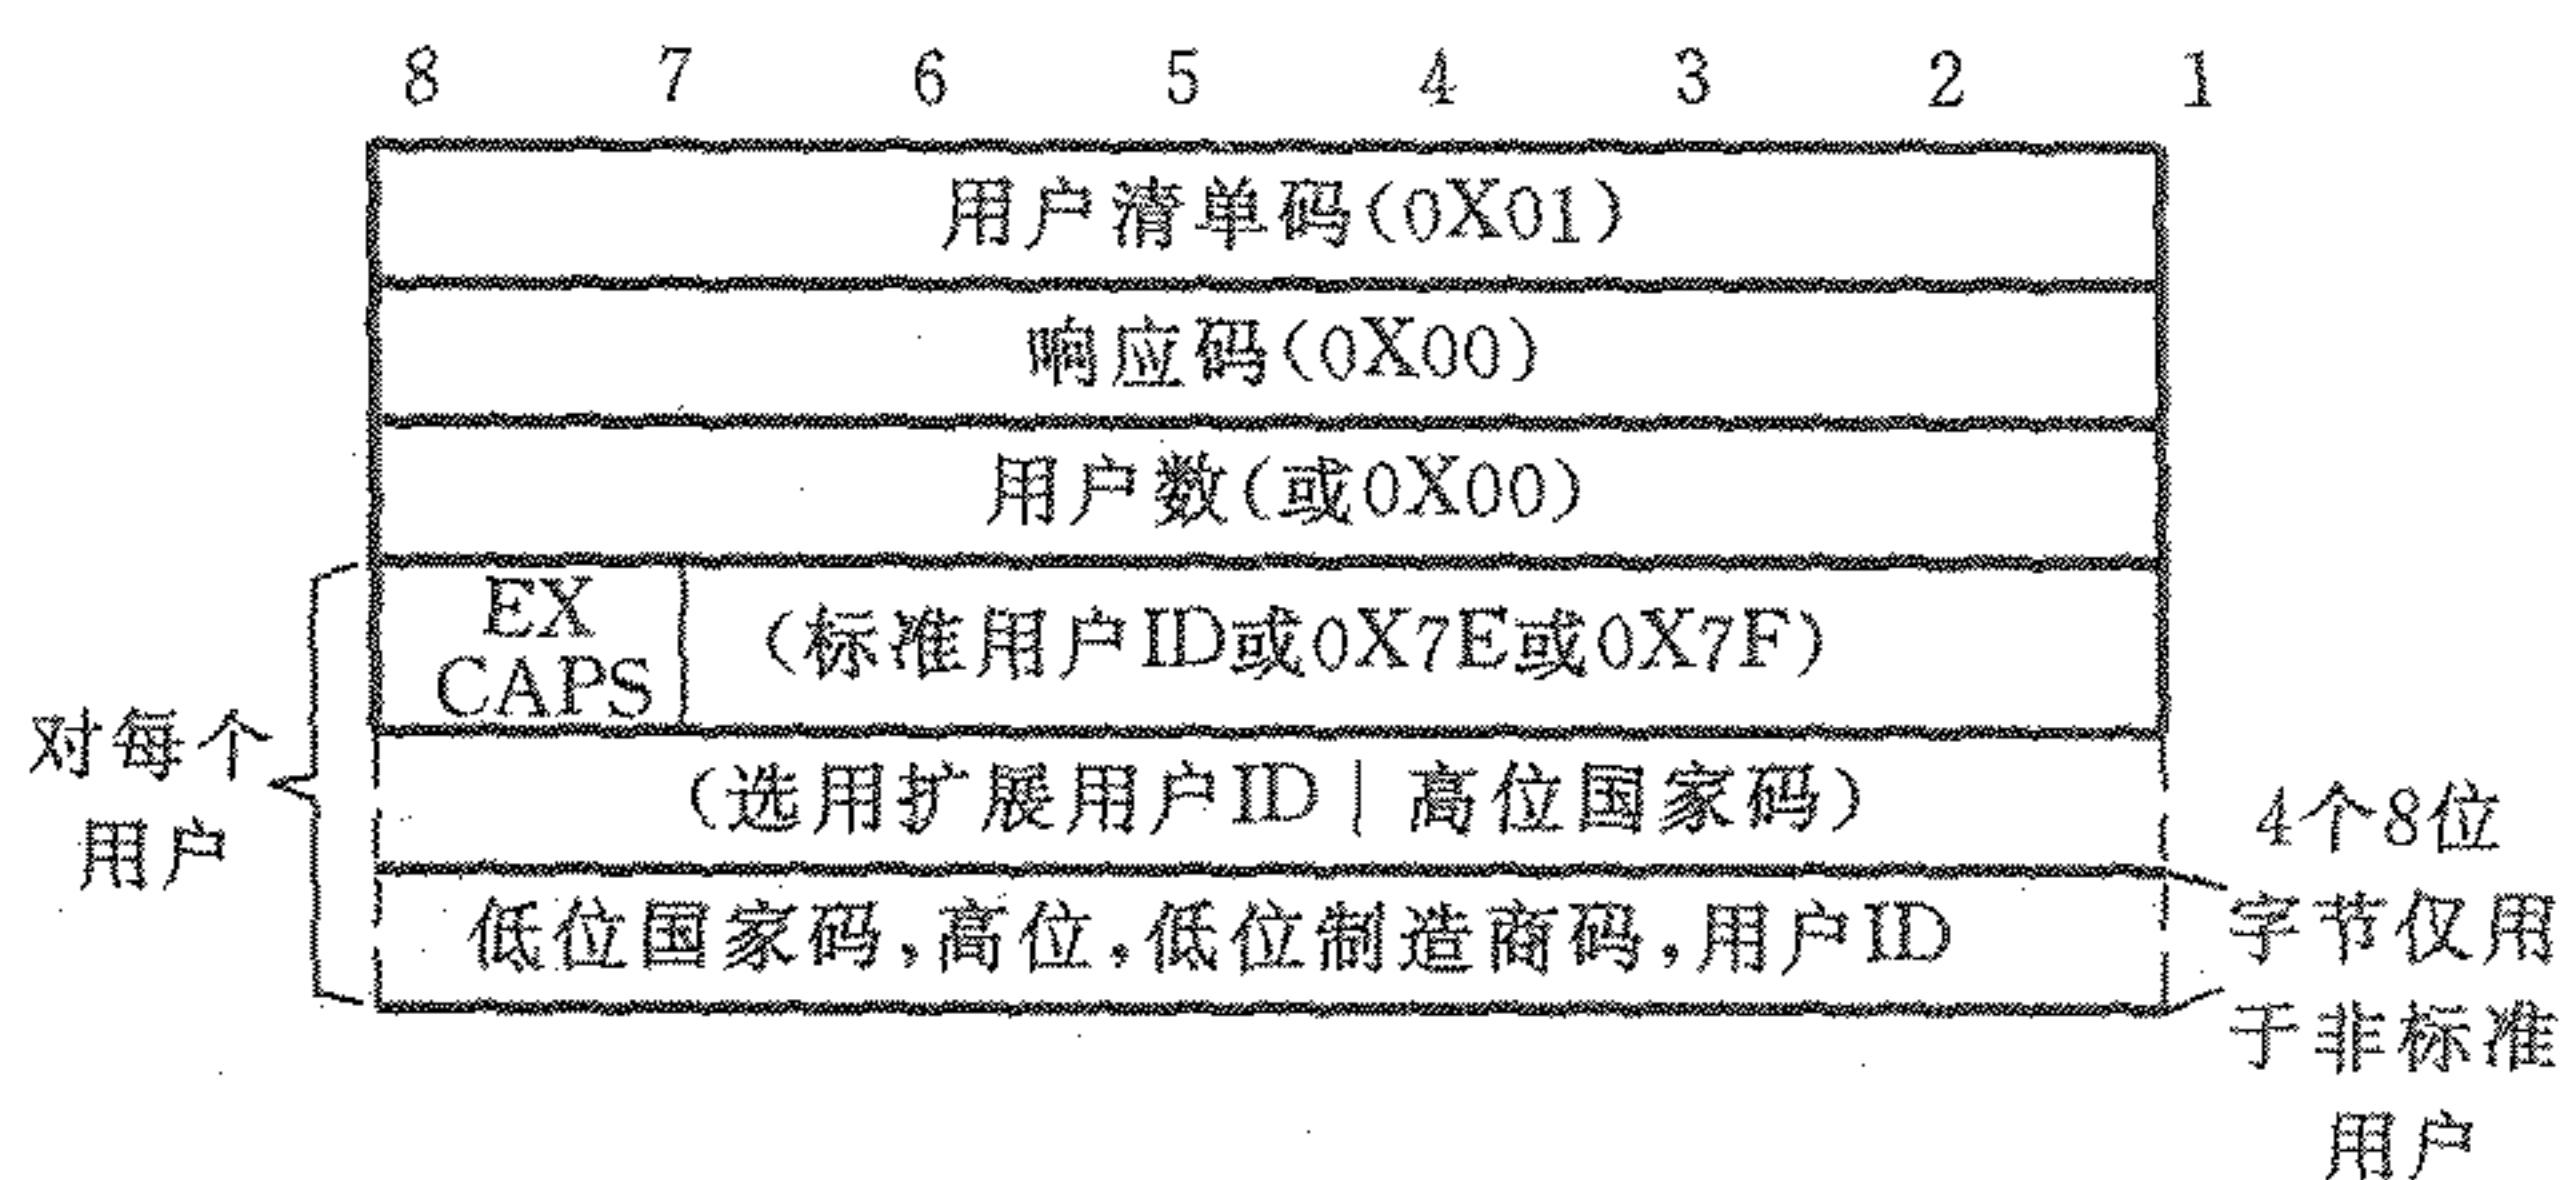 8 7 6 5 4 3 2 1
用户清单码(0X01)
响应码(0X00)
用户数(或0X00)
EX
CAPS
(标准用户ID或0X7E或0X7F)
(选用扩展用户ID|高位国家码)
低位国家码,高位,低位制造商码,用户ID
对每个
用户
4个8位
字节仅用
于非标准
用户